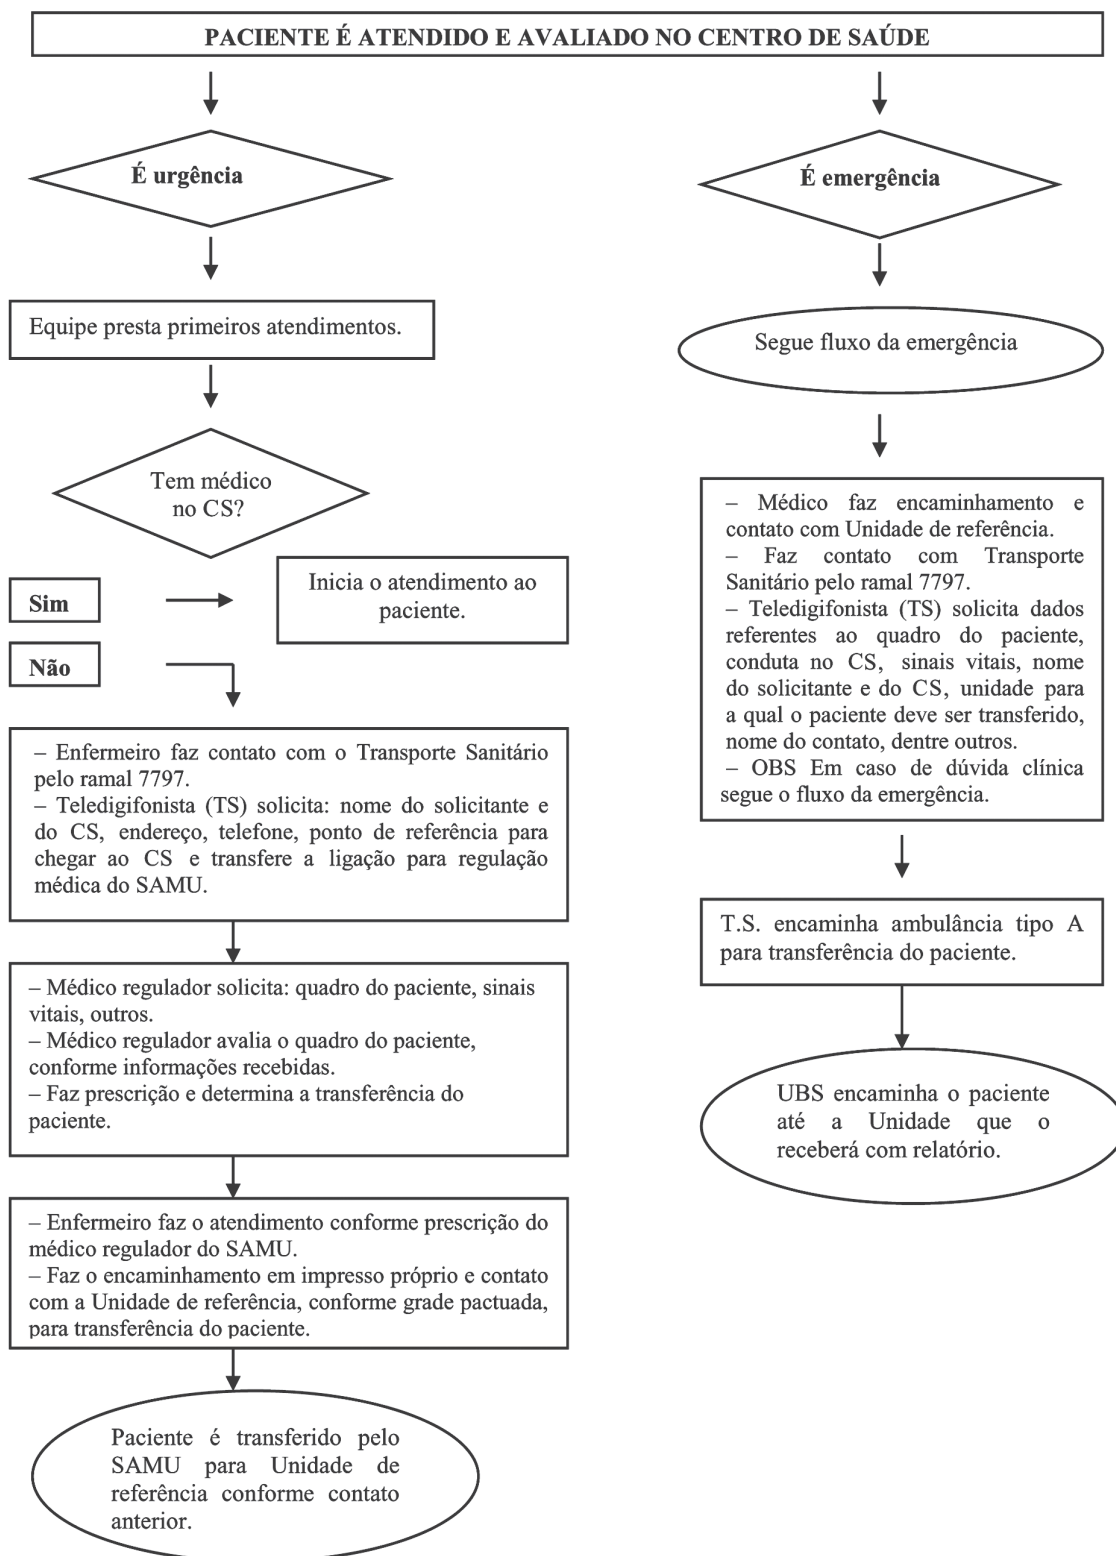 PACIENTE É ATENDIDO E AVALIADO NO CENTRO DE SAÚDE
É urgência
Equipe presta primeiros atendimentos.
Tem médico
no CS?
Sim
Inicia o atendimento ao
paciente.
Não
– Enfermeiro faz contato com o Transporte Sanitário
pelo ramal 7797.
– Teledigifonista (TS) solicita: nome do solicitante e
do CS, endereço, telefone, ponto de referência para
chegar ao CS e transfere a ligação para regulação
médica do SAMU.
– Médico regulador solicita: quadro do paciente, sinais
vitais, outros.
– Médico regulador avalia o quadro do paciente,
conforme informações recebidas.
– Faz prescrição e determina a transferência do
paciente.
– Enfermeiro faz o atendimento conforme prescrição do
médico regulador do SAMU.
– Faz o encaminhamento em impresso próprio e contato
com a Unidade de referência, conforme grade pactuada,
para transferência do paciente.
Paciente é transferido pelo
SAMU para Unidade de
referência conforme contato
anterior.
É emergência
Segue fluxo da emergência
– Médico faz encaminhamento e
contato com Unidade de referência.
– Faz contato com Transporte
Sanitário pelo ramal 7797.
– Teledigifonista (TS) solicita dados
referentes ao quadro do paciente,
conduta no CS, sinais vitais, nome
do solicitante e do CS, unidade para
a qual o paciente deve ser transferido,
nome do contato, dentre outros.
– OBS Em caso de dúvida clínica
segue o fluxo da emergência.
T.S. encaminha ambulância tipo A
para transferência do paciente.
UBS encaminha o paciente
até a Unidade que o
receberá com relatório.